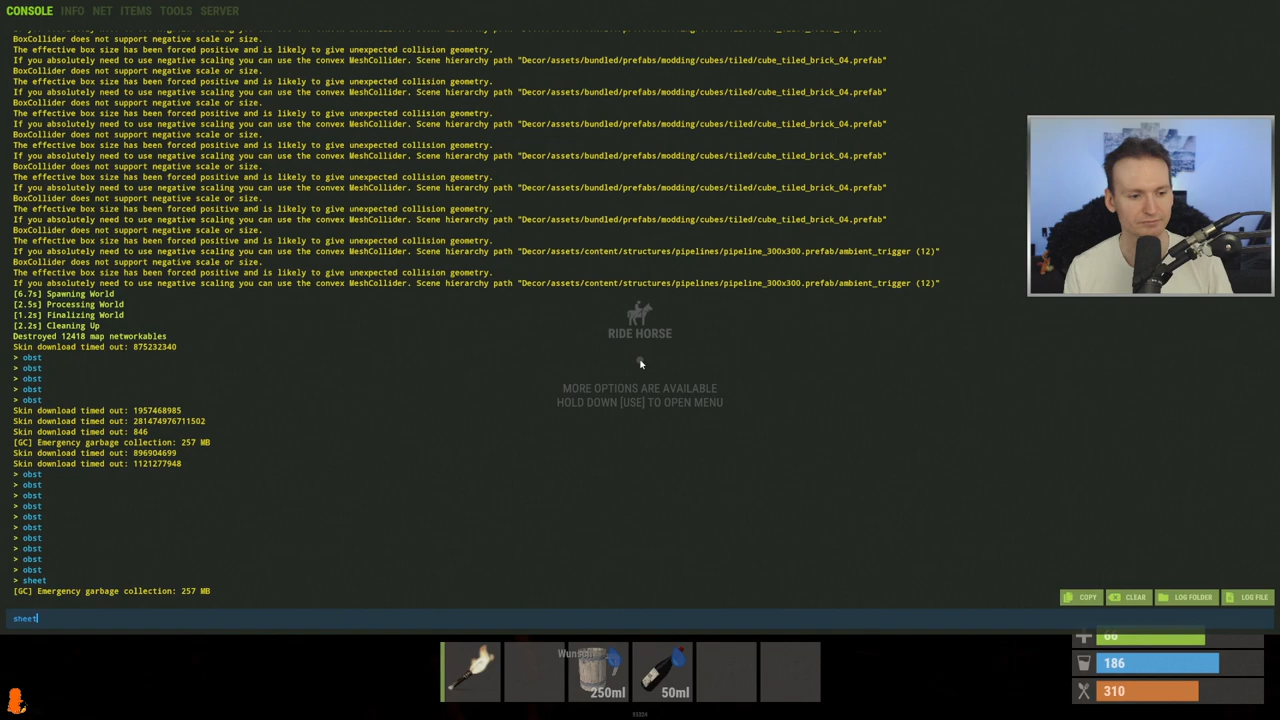 CONSOLE INFO NET ITEMS TOOLS SERVER
BoxCollider does not support negative scale or size.
The effective box size has been forced positive and is likely to give unexpected collision geometry.
If you absolutely need to use negative scaling you can use the convex MeshCollider. Scene hierarchy path "Decor/assets/bundled/prefabs/modding/cubes/tiled/cube_tiled_brick_04.prefab"
BoxCollider does not support negative scale or size.
The effective box size has been forced positive and is likely to give unexpected collision geometry.
If you absolutely need to use negative scaling you can use the convex MeshCollider. Scene hierarchy path "Decor/assets/bundled/prefabs/modding/cubes/tiled/cube_tiled_brick_04.prefab"
BoxCollider does not support negative scale or size.
The effective box size has been forced positive and is likely to give unexpected collision geometry.
If you absolutely need to use negative scaling you can use the convex MeshCollider. Scene hierarchy path "Decor/assets/bundled/prefabs/modding/cubes/tiled/cube_tiled_brick_04.prefab"
BoxCollider does not support negative scale or size.
The effective box size has been forced positive and is likely to give unexpected collision geometry.
If you absolutely need to use negative scaling you can use the convex MeshCollider. Scene hierarchy path "Decor/assets/bundled/prefabs/modding/cubes/tiled/cube_tiled_brick_04.prefab"
BoxCollider does not support negative scale or size.
The effective box size has been forced positive and is likely to give unexpected collision geometry.
If you absolutely need to use negative scaling you can use the convex MeshCollider. Scene hierarchy path "Decor/assets/bundled/prefabs/modding/cubes/tiled/cube_tiled_brick_04.prefab"
BoxCollider does not support negative scale or size.
The effective box size has been forced positive and is likely to give unexpected collision geometry.
If you absolutely need to use negative scaling you can use the convex MeshCollider. Scene hierarchy path "Decor/assets/bundled/prefabs/modding/cubes/tiled/cube_tiled_brick_04.prefab"
BoxCollider does not support negative scale or size.
The effective box size has been forced positive and is likely to give unexpected collision geometry.
If you absolutely need to use negative scaling you can use the convex MeshCollider. Scene hierarchy path "Decor/assets/content/structures/pipelines/pipeline_300x300.prefab/ambient_trigger (12)"
BoxCollider does not support negative scale or size.
The effective box size has been forced positive and is likely to give unexpected collision geometry.
If you absolutely need to use negative scaling you can use the convex MeshCollider. Scene hierarchy path "Decor/assets/content/structures/pipelines/pipeline_300x300.prefab/ambient_trigger (12)"
[6.7s] Spawning World
[2.5s] Processing World
[1.2s] Finalizing World
[2.2s] Cleaning Up
Destroyed 12418 map networkables
Skin download timed out: 875232340
> obst
> obst
> obst
> obst
> obst
Skin download timed out: 1957468985
Skin download timed out: 281474976711502
Skin download timed out: 846
[GC] Emergency garbage collection: 257 MB
Skin download timed out: 896904699
Skin download timed out: 1121277948
> obst
> obst
> obst
> obst
> obst
> obst
> obst
> obst
> obst
> obst
> sheet
[GC] Emergency garbage collection: 257 MB
RIDE HORSE
MORE OPTIONS ARE AVAILABLE
HOLD DOWN [USE] TO OPEN MENU
COPY CLEAR LOG FOLDER LOG FILE
sheet
66
186
310
250ml
50ml